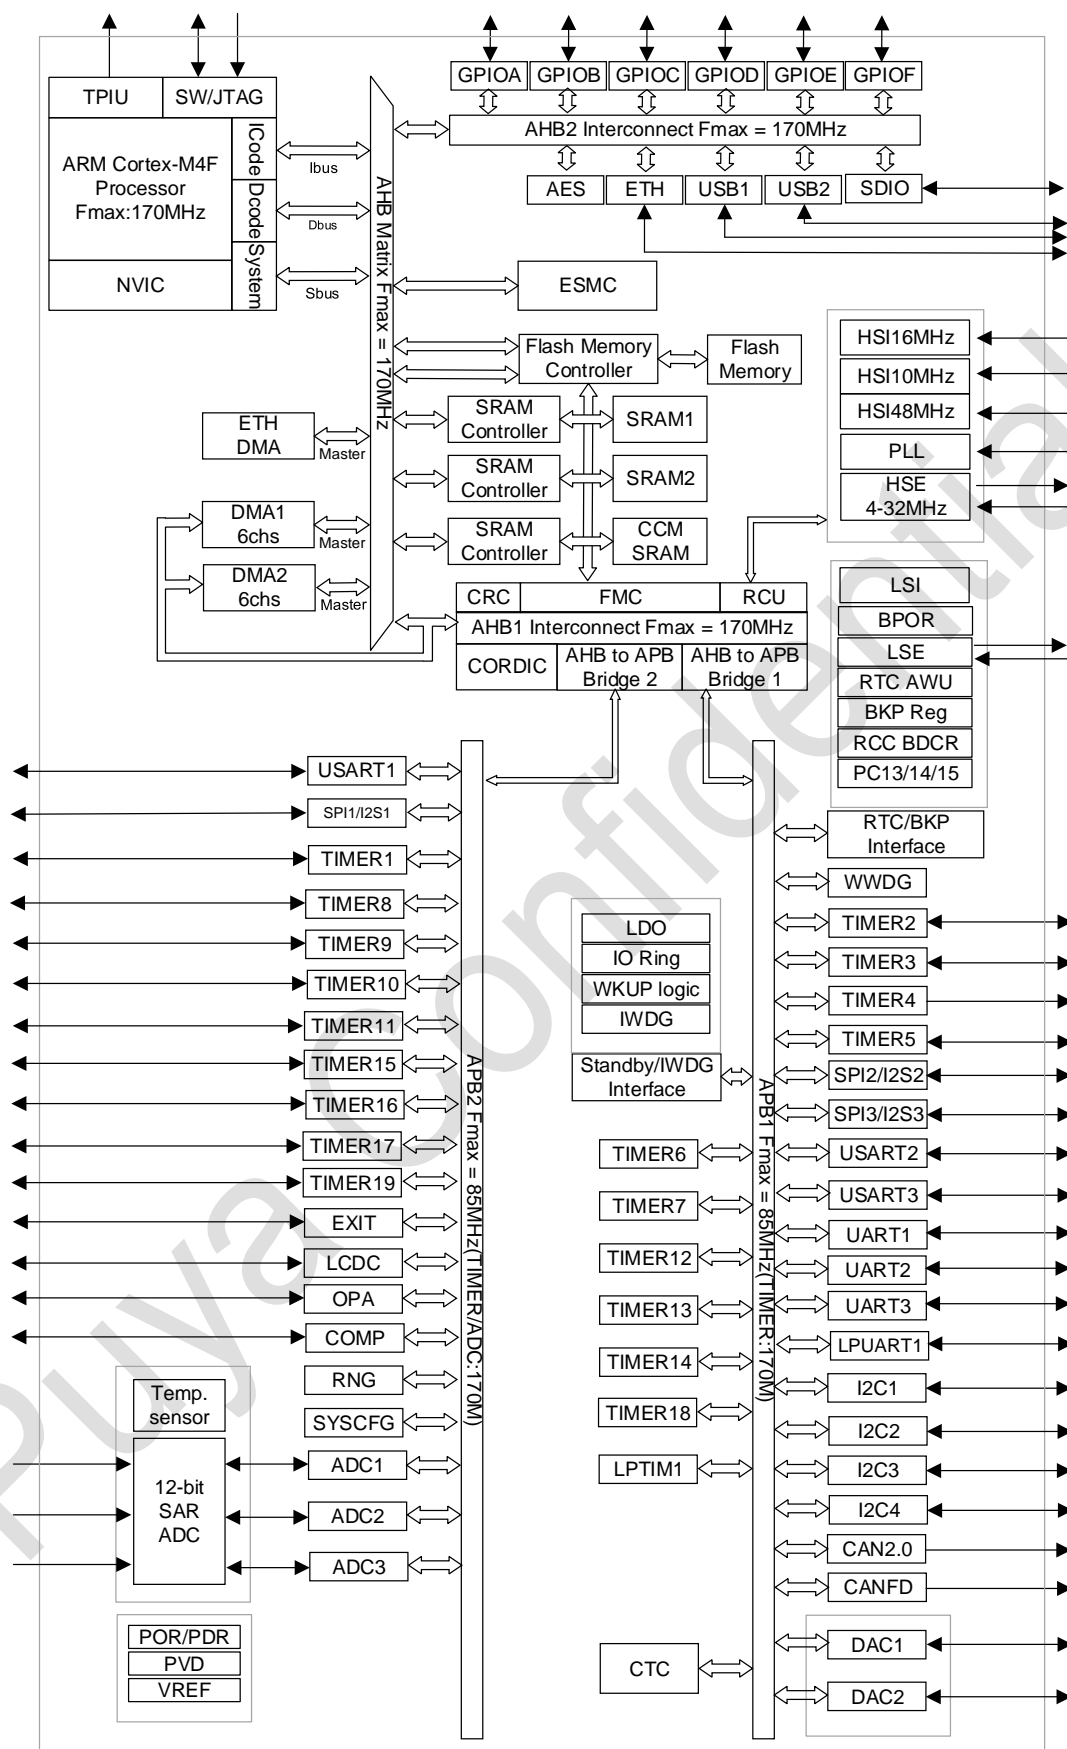 GPIOA
GPIOB
GPIOC
GPIOD
GPIOE
GPIOF
TPIU
SW/JTAG
AHB2 Interconnect Fmax = 170MHz
ARM Cortex-M4F
Processor
Fmax:170MHz
ICode
Dcode
System
NVIC
Ibus
Dbus
Sbus
AHB Matrix Fmax = 170MHz
AES
ETH
USB1
USB2
SDIO
ESMC
Flash Memory
Controller
Flash
Memory
HSI16MHz
HSI10MHz
HSI48MHz
PLL
HSE
4-32MHz
ETH
DMA
Master
SRAM
Controller
SRAM1
SRAM
Controller
SRAM2
DMA1
6chs
Master
SRAM
Controller
CCM
SRAM
DMA2
6chs
Master
CRC
FMC
RCU
AHB1 Interconnect Fmax = 170MHz
CORDIC
AHB to APB
Bridge 2
AHB to APB
Bridge 1
LSI
BPOR
LSE
RTC AWU
BKP Reg
RCC BDCR
PC13/14/15
RTC/BKP
Interface
USART1
SPI1/I2S1
TIMER1
TIMER8
TIMER9
TIMER10
TIMER11
TIMER15
TIMER16
TIMER17
TIMER19
EXIT
LCDC
OPA
COMP
RNG
SYSCFG
ADC1
ADC2
ADC3
Temp.
sensor
12-bit
SAR
ADC
POR/PDR
PVD
VREF
APB2 Fmax = 85MHz(TIMER/ADC:170M)
LDO
IO Ring
WKUP logic
IWDG
Standby/IWDG
Interface
TIMER6
TIMER7
TIMER12
TIMER13
TIMER14
TIMER18
LPTIM1
CTC
APB1 Fmax = 85MHz(TIMER:170M)
WWDG
TIMER2
TIMER3
TIMER4
TIMER5
SPI2/I2S2
SPI3/I2S3
USART2
USART3
UART1
UART2
UART3
LPUART1
I2C1
I2C2
I2C3
I2C4
CAN2.0
CANFD
DAC1
DAC2
Puya Confidential